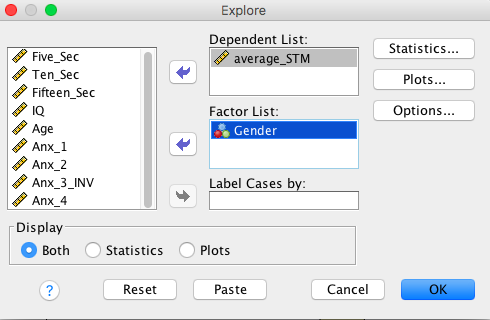 Explore
Five_Sec
Ten_Sec
Fifteen_Sec
IQ
Age
Anx_1
Anx_2
Anx_3_INV
Anx_4
Dependent List:
average_STM
Factor List:
Gender
Label Cases by:
Statistics...
Plots...
Options...
Display
Both Statistics Plots
? Reset Paste Cancel OK